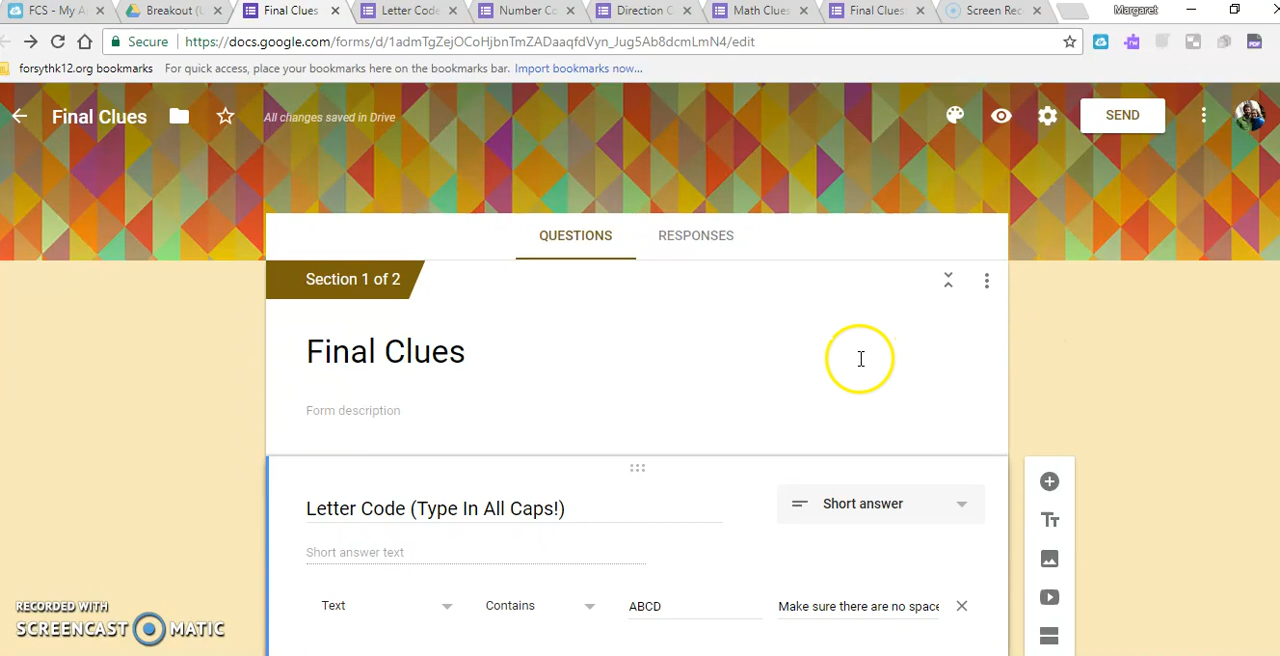 FCS - My A
Breakout (
Final Clues
Letter Code
Number Co
Direction C
Math Clues
Final Clues
Screen Rec
Margaret
Secure
https://docs.google.com/forms/d/1admTgZejOCoHjbnTmZADaaqfdVyn_Jug5Ab8dcmLmN4/edit
forsythk12.org bookmarks For quick access, place your bookmarks here on the bookmarks bar. Import bookmarks now...
Final Clues
All changes saved in Drive
SEND
QUESTIONS RESPONSES
Section 1 of 2
Final Clues
Form description
Letter Code (Type In All Caps!)
Short answer
Short answer text
Text Contains ABCD Make sure there are no space
RECORDED WITH
SCREENCAST MATIC